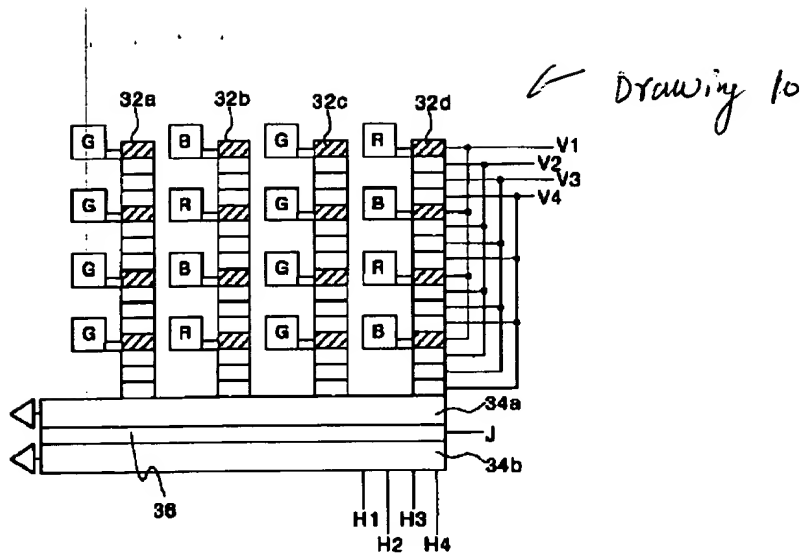 Drawing 10
32a 32b 32c 32d
G B G R V1
V2
V3
G R G B V4
G B G R
G R G B
34a
J
34b
36
H1 H3
H2 H4